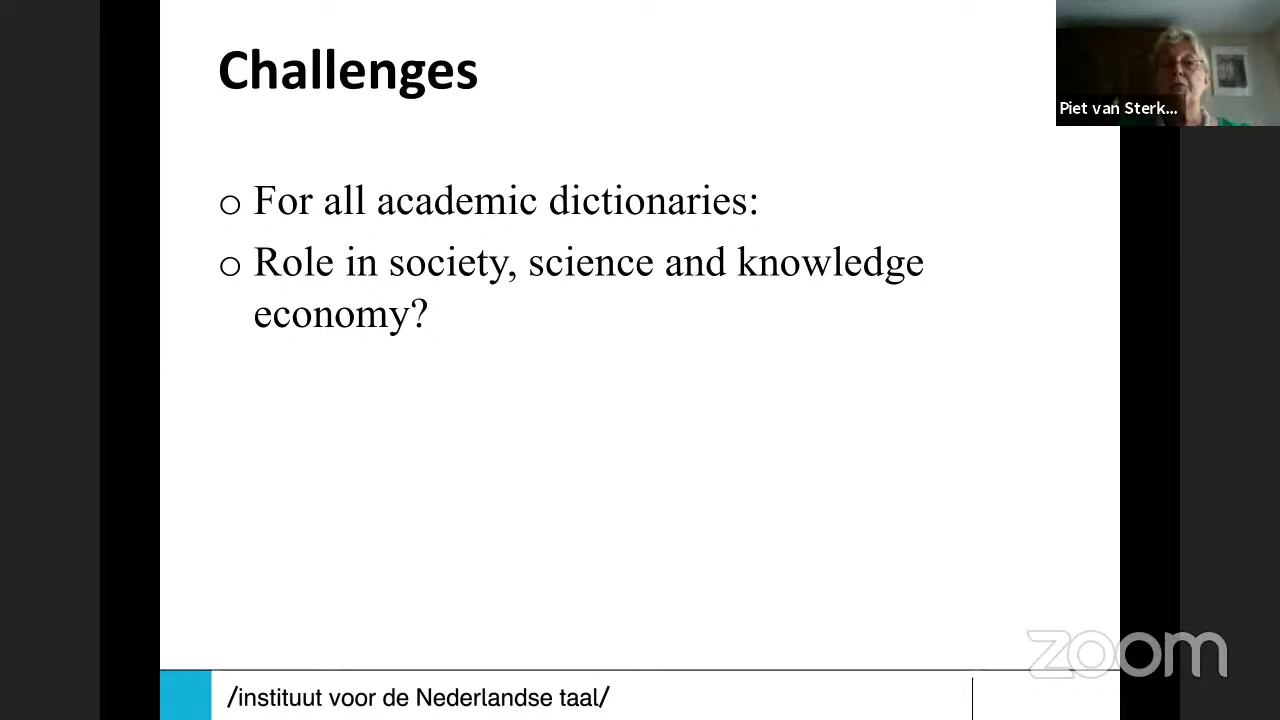 Challenges
Piet van Sterk...
o For all academic dictionaries:
o Role in society, science and knowledge
economy?
zoom
/instituut voor de Nederlandse taal/